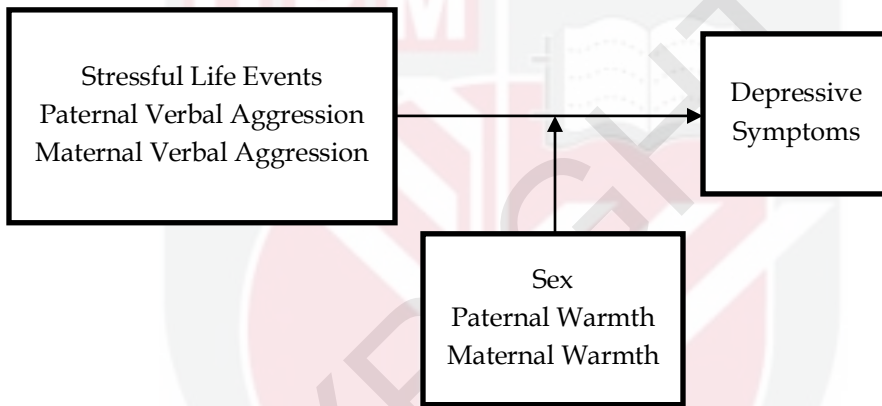 Stressful Life Events
Paternal Verbal Aggression
Maternal Verbal Aggression
Depressive
Symptoms
Sex
Paternal Warmth
Maternal Warmth